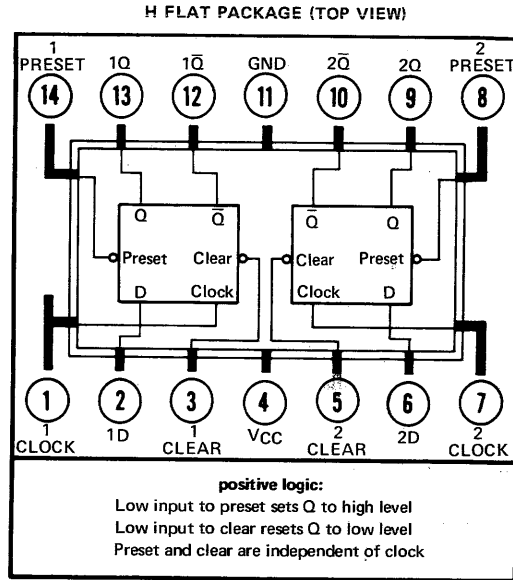 H FLAT PACKAGE (TOP VIEW)
1 PRESET 1Q 1Q̅ GND 2Q̅ 2Q 2 PRESET
14 13 12 11 10 9 8
Q Q̅ Q̅ Q
Preset Clear Clear Preset
D Clock Clock D
1 2 3 4 5 6 7
1 CLOCK 1D 1 CLEAR VCC 2 CLEAR 2D 2 CLOCK
positive logic:
Low input to preset sets Q to high level
Low input to clear resets Q to low level
Preset and clear are independent of clock